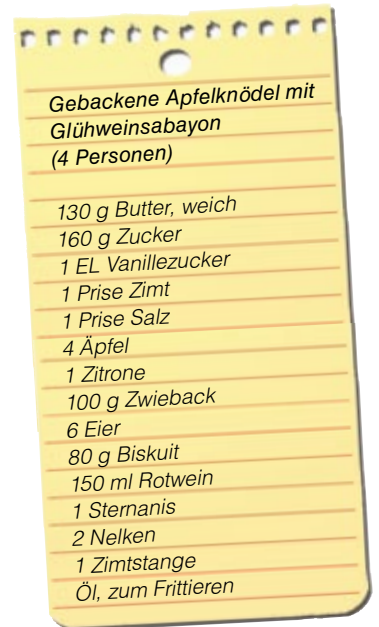 Gebackene Apfelknödel mit
Glühweinsabayon
(4 Personen)
130 g Butter, weich
160 g Zucker
1 EL Vanillezucker
1 Prise Zimt
1 Prise Salz
4 Äpfel
1 Zitrone
100 g Zwieback
6 Eier
80 g Biskuit
150 ml Rotwein
1 Sternanis
2 Nelken
1 Zimtstange
Öl, zum Frittieren